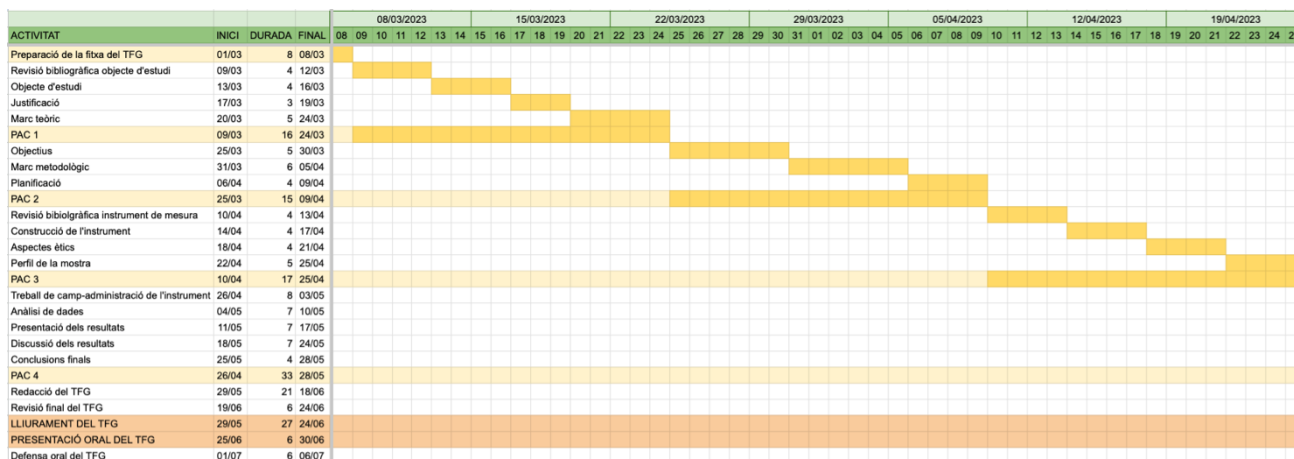 08/03/2023 15/03/2023 22/03/2023 29/03/2023 05/04/2023 12/04/2023 19/04/2023
ACTIVITAT INICI DURADA FINAL 08 09 10 11 12 13 14 15 16 17 18 19 20 21 22 23 24 25 26 27 28 29 30 31 01 02 03 04 05 06 07 08 09 10 11 12 13 14 15 16 17 18 19 20 21 22 23 24 2
Preparació de la fitxa del TFG 01/03 8 08/03
Revisió bibliogràfica objecte d'estudi 09/03 4 12/03
Objecte d'estudi 13/03 4 16/03
Justificació 17/03 3 19/03
Marc teòric 20/03 5 24/03
PAC 1 09/03 16 24/03
Objectius 25/03 5 30/03
Marc metodològic 31/03 6 05/04
Planificació 06/04 4 09/04
PAC 2 25/03 15 09/04
Revisió bibiolgràfica instrument de mesura 10/04 4 13/04
Construcció de l'instrument 14/04 4 17/04
Aspectes ètics 18/04 4 21/04
Perfil de la mostra 22/04 5 25/04
PAC 3 10/04 17 25/04
Treball de camp-administració de l'instrument 26/04 8 03/05
Anàlisi de dades 04/05 7 10/05
Presentació dels resultats 11/05 7 17/05
Discussió dels resultats 18/05 7 24/05
Conclusions finals 25/05 4 28/05
PAC 4 26/04 33 28/05
Redacció del TFG 29/05 21 18/06
Revisió final del TFG 19/06 6 24/06
LLIURAMENT DEL TFG 29/05 27 24/06
PRESENTACIÓ ORAL DEL TFG 25/06 6 30/06
Defensa oral del TFG 01/07 6 06/07